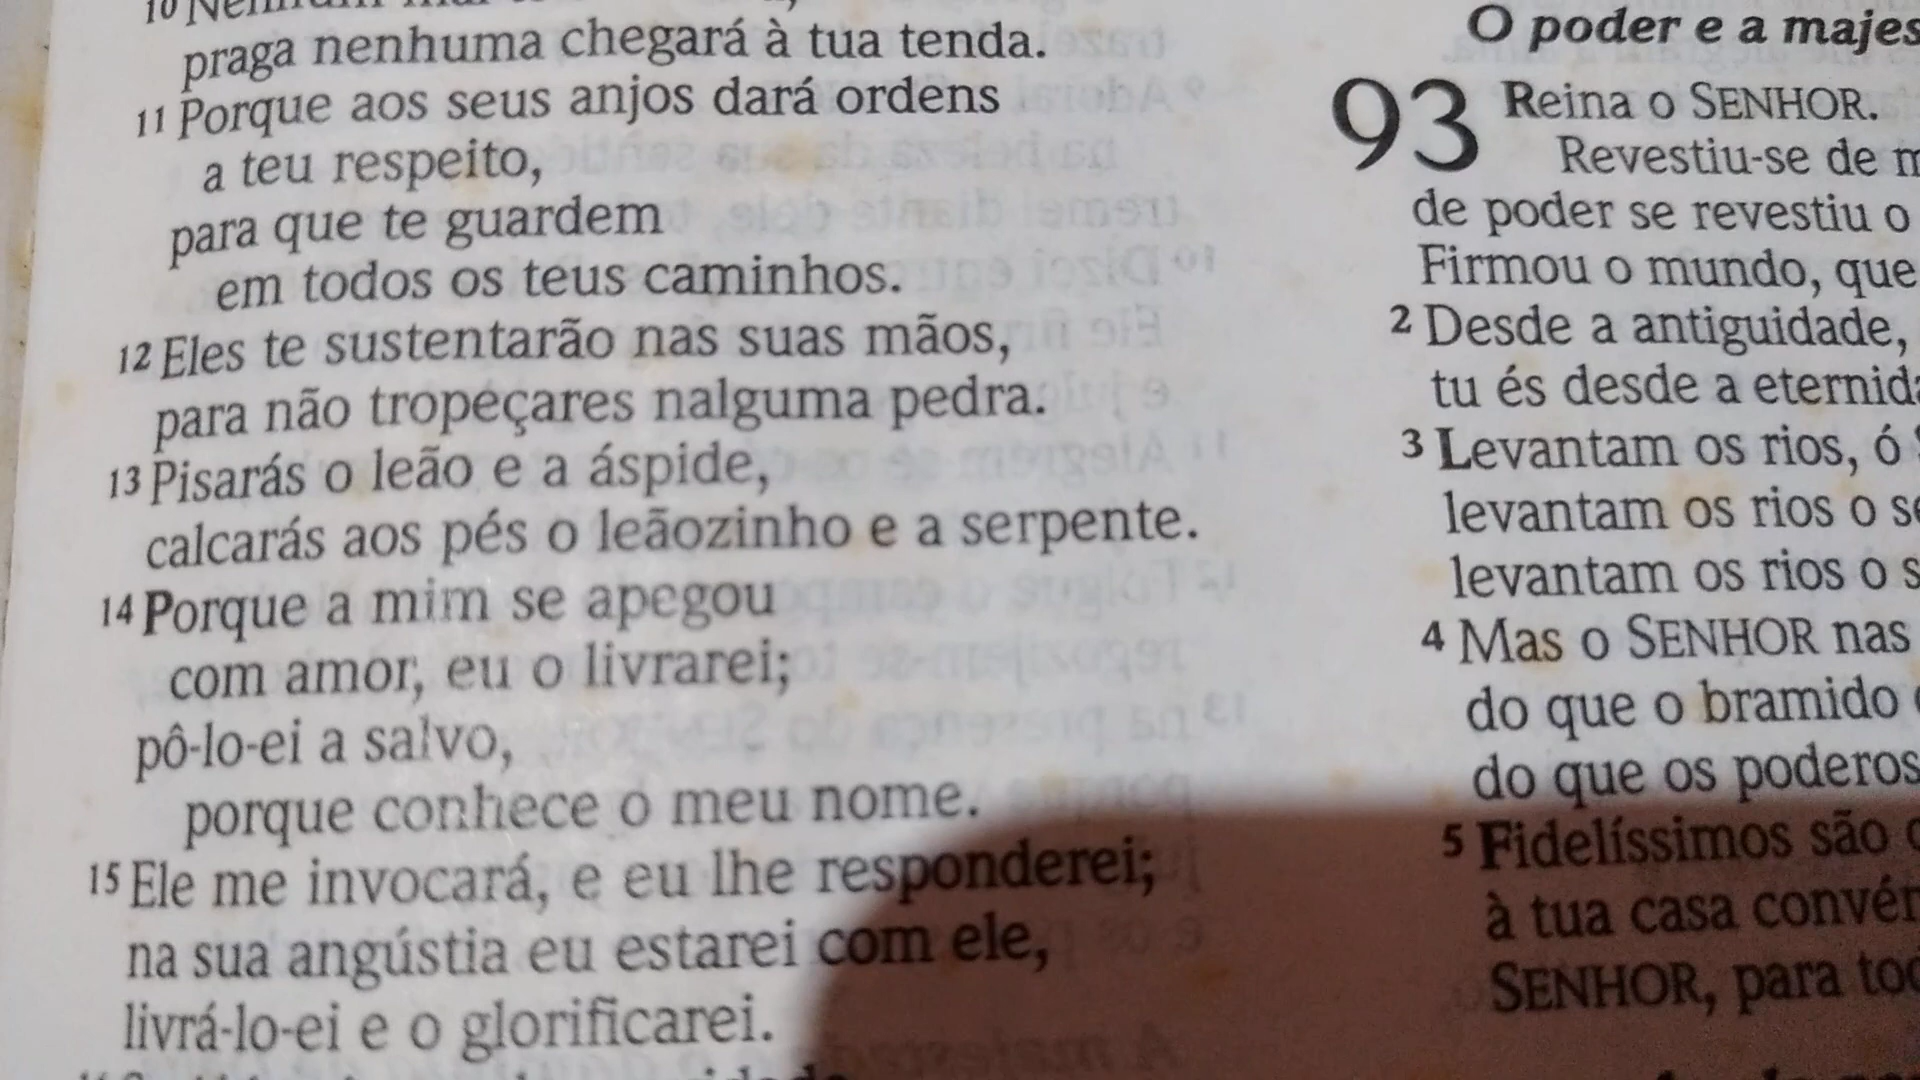 10 Nenhum
praga nenhuma chegará à tua tenda.
11 Porque aos seus anjos dará ordens
a teu respeito,
para que te guardem
em todos os teus caminhos.
12 Eles te sustentarão nas suas mãos,
para não tropeçares nalguma pedra.
13 Pisarás o leão e a áspide,
calcarás aos pés o leãozinho e a serpente.
14 Porque a mim se apegou
com amor, eu o livrarei;
pô-lo-ei a salvo,
porque conhece o meu nome.
15 Ele me invocará, e eu lhe responderei;
na sua angústia eu estarei com ele,
livrá-lo-ei e o glorificarei.
O poder e a majes
93 Reina o SENHOR.
Revestiu-se de
de poder se revestiu o
Firmou o mundo, que
2 Desde a antiguidade,
tu és desde a eternid
3 Levantam os rios, ó
levantam os rios o
levantam os rios o s
4 Mas o SENHOR nas
do que o bramido
do que os poderos
5 Fidelíssimos são
à tua casa convé
SENHOR, para to